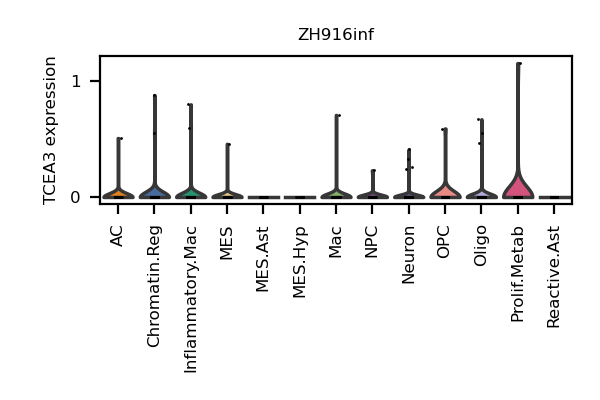 ZH916inf
TCEA3 expression
1
0
AC
Chromatin.Reg
Inflammatory.Mac
MES
MES.Ast
MES.Hyp
Mac
NPC
Neuron
OPC
Oligo
Prolif.Metab
Reactive.Ast